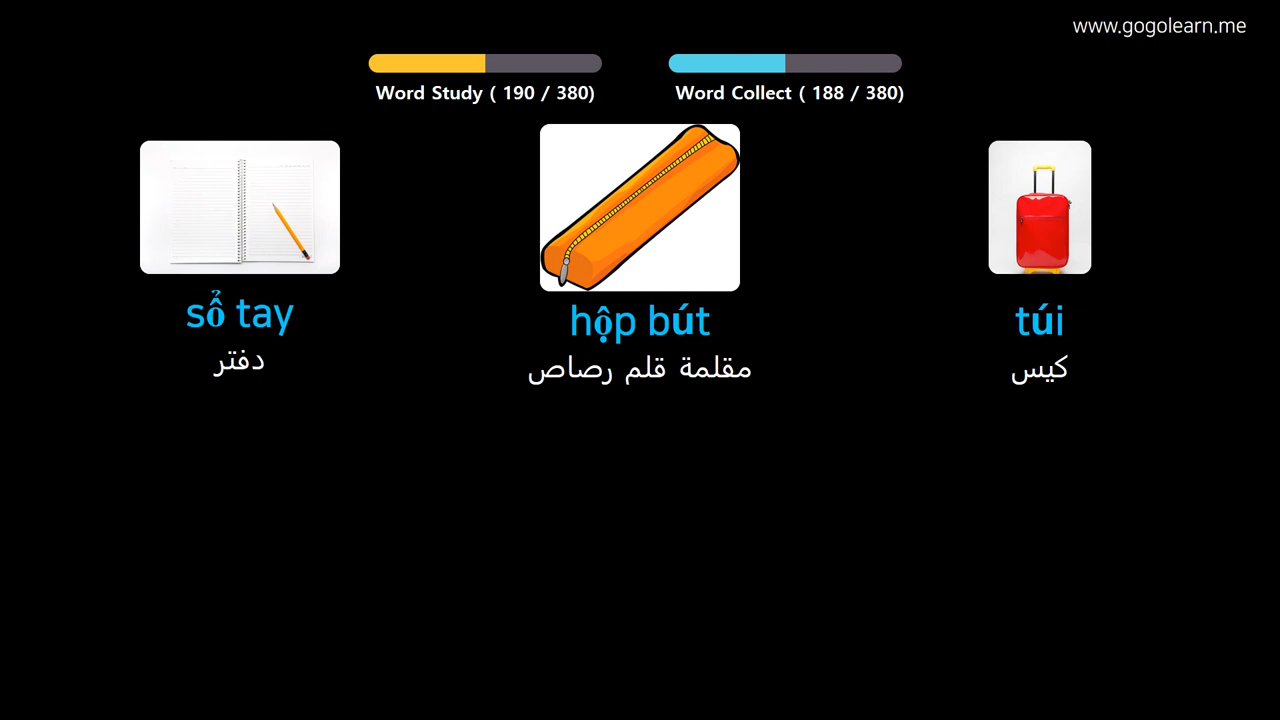 www.gogolearn.me
Word Study ( 190 / 380)
Word Collect ( 188 / 380)
sổ tay
دفتر
hộp bút
مقلمة قلم رصاص
túi
كيس